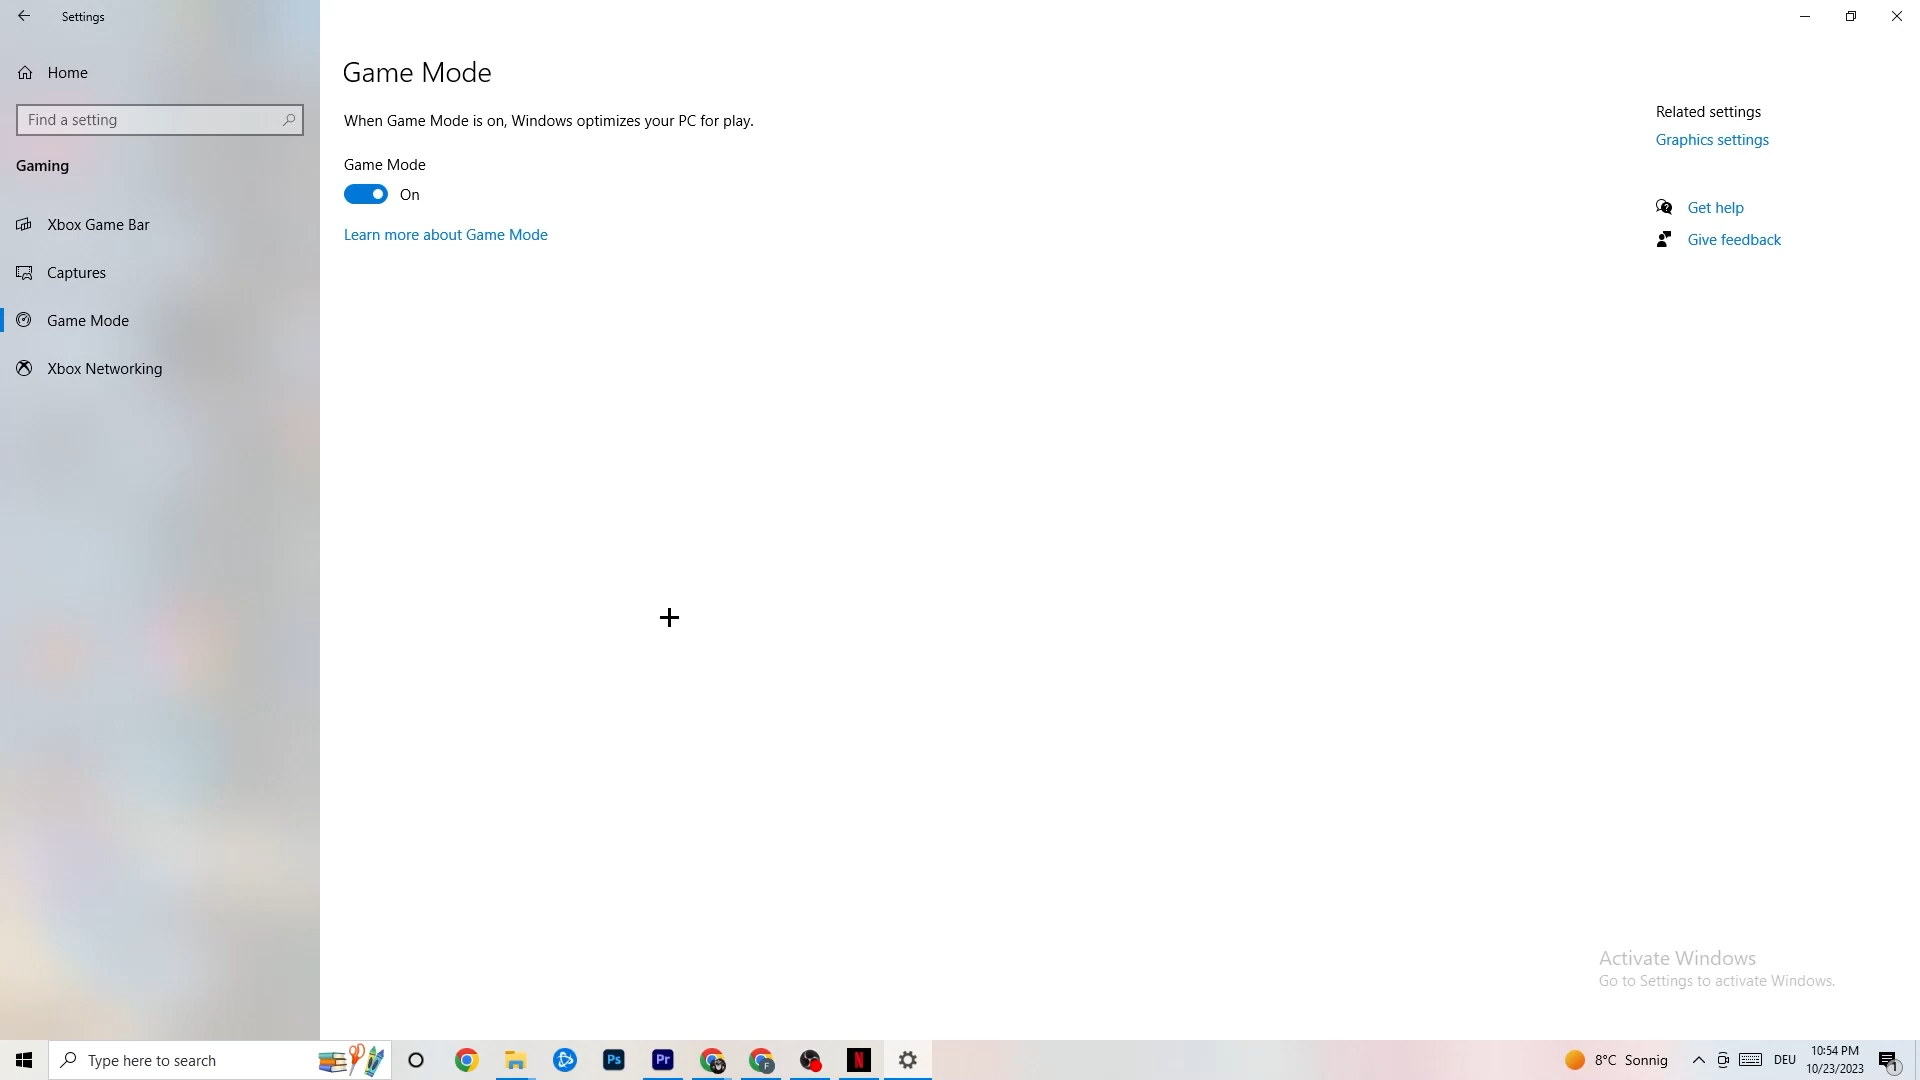 Settings
Home
Find a setting
Gaming
Xbox Game Bar
Captures
Game Mode
Xbox Networking
Game Mode
When Game Mode is on, Windows optimizes your PC for play.
Game Mode
On
Learn more about Game Mode
Related settings
Graphics settings
Get help
Give feedback
Activate Windows
Go to Settings to activate Windows.
Type here to search
Ps
Pr
F
N
8°C Sonnig
DEU
10:54 PM
10/23/2023
1